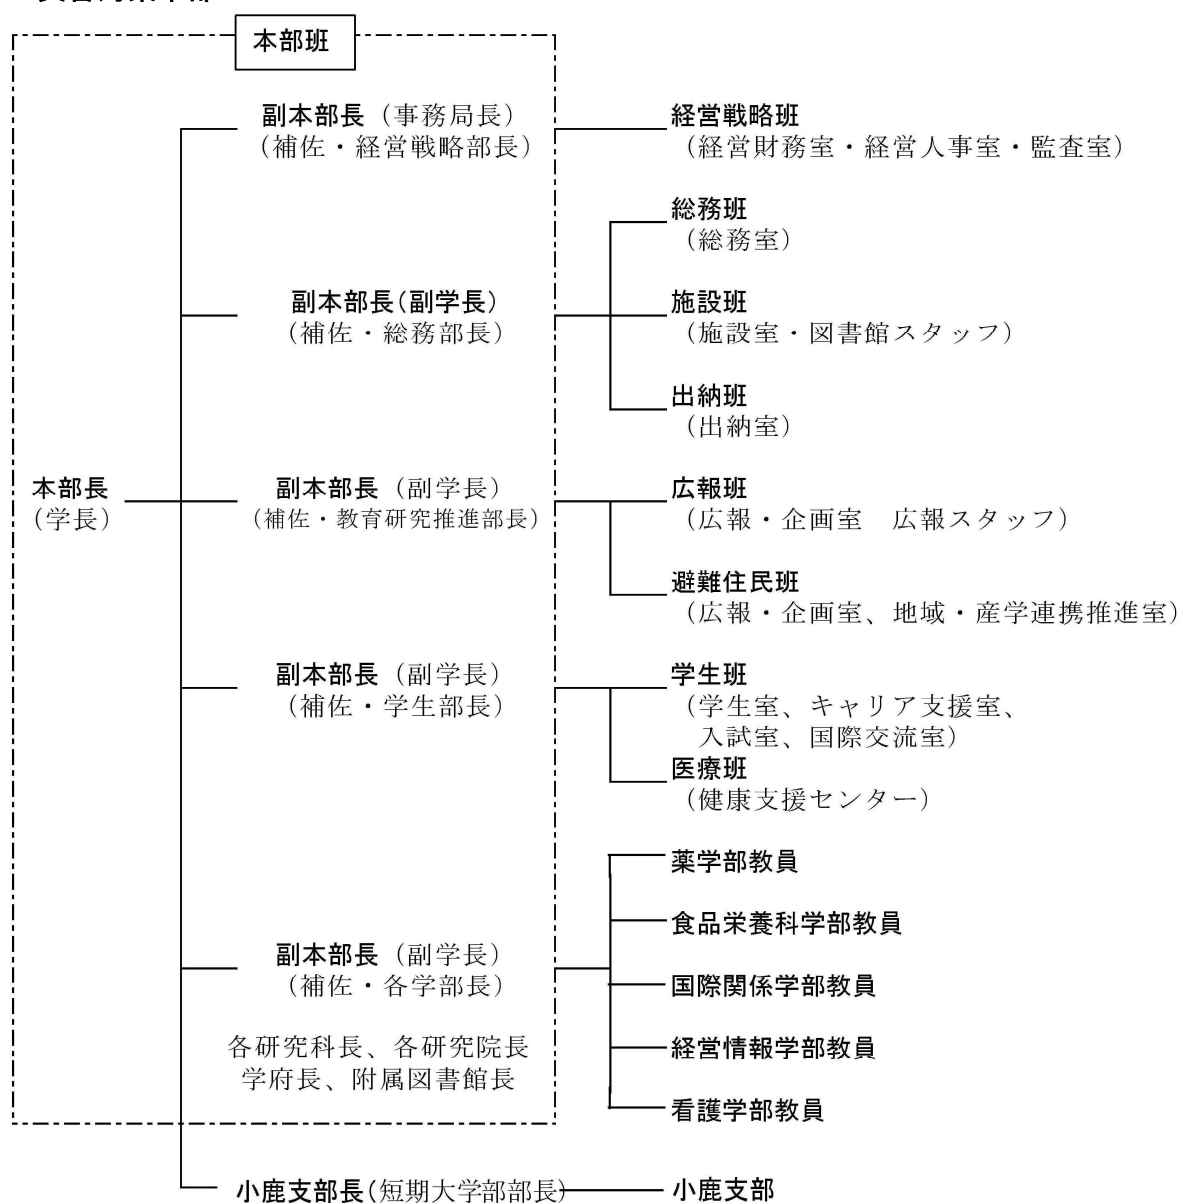 本部班
副本部長（事務局長）
（補佐・経営戦略部長）
経営戦略班
（経営財務室・経営人事室・監査室）
総務班
（総務室）
副本部長（副学長）
（補佐・総務部長）
施設班
（施設室・図書館スタッフ）
出納班
（出納室）
本部長
（学長）
副本部長（副学長）
（補佐・教育研究推進部長）
広報班
（広報・企画室　広報スタッフ）
避難住民班
（広報・企画室、地域・産学連携推進室）
副本部長（副学長）
（補佐・学生部長）
学生班
（学生室、キャリア支援室、
入試室、国際交流室）
医療班
（健康支援センター）
副本部長（副学長）
（補佐・各学部長）
各研究科長、各研究院長
学府長、附属図書館長
薬学部教員
食品栄養科学部教員
国際関係学部教員
経営情報学部教員
看護学部教員
小鹿支部長（短期大学部部長）
小鹿支部